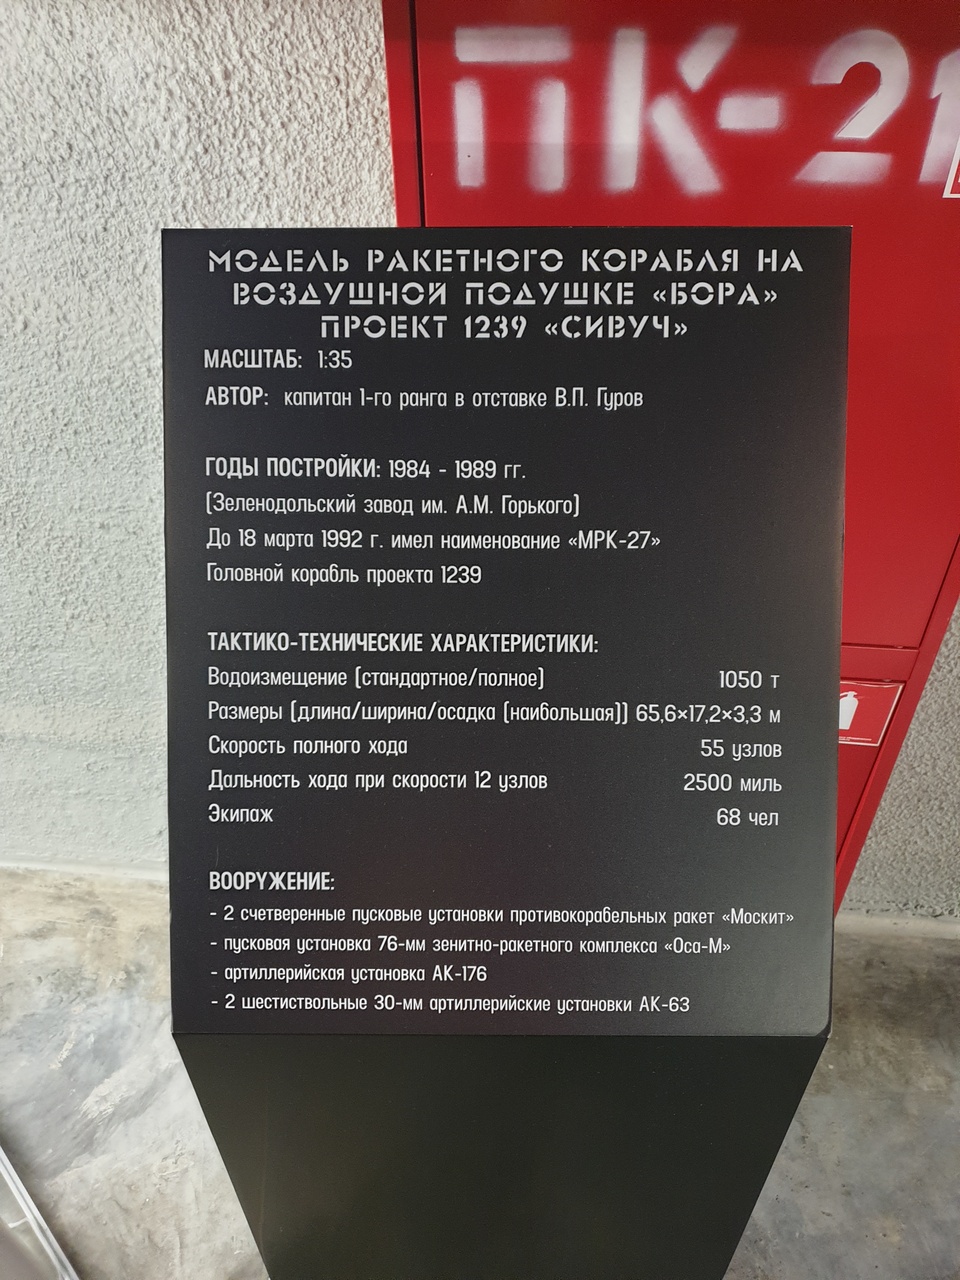 ПК-21
МОДЕЛЬ РАКЕТНОГО КОРАБЛЯ НА
ВОЗДУШНОЙ ПОДУШКЕ «БОРА»
ПРОЕКТ 1239 «СИВУЧ»
МАСШТАБ: 1:35
АВТОР: капитан 1-го ранга в отставке В.П. Гуров
ГОДЫ ПОСТРОЙКИ: 1984 - 1989 гг.
(Зеленодольский завод им. А.М. Горького)
До 18 марта 1992 г. имел наименование «МРК-27»
Головной корабль проекта 1239
ТАКТИКО-ТЕХНИЧЕСКИЕ ХАРАКТЕРИСТИКИ:
Водоизмещение (стандартное/полное) 1050 т
Размеры (длина/ширина/осадка (наибольшая)) 65,6×17,2×3,3 м
Скорость полного хода 55 узлов
Дальность хода при скорости 12 узлов 2500 миль
Экипаж 68 чел
ВООРУЖЕНИЕ:
- 2 счетверенные пусковые установки противокорабельных ракет «Москит»
- пусковая установка 76-мм зенитно-ракетного комплекса «Оса-М»
- артиллерийская установка АК-176
- 2 шестиствольные 30-мм артиллерийские установки АК-63